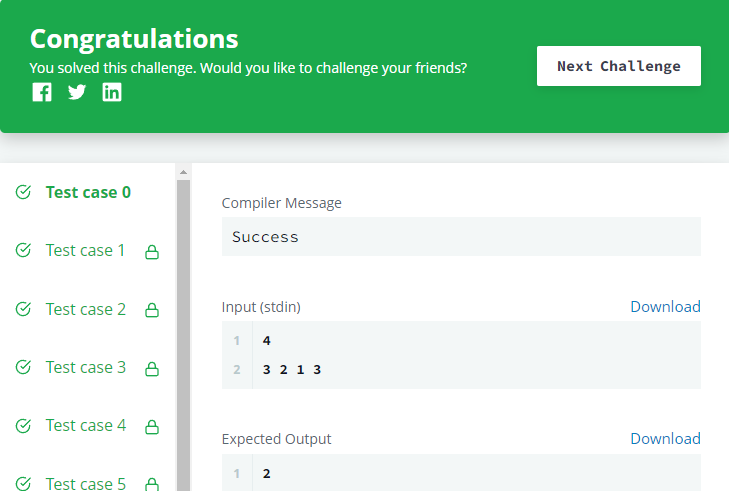 Congratulations
You solved this challenge. Would you like to challenge your friends?
Next Challenge
Test case 0
Test case 1
Test case 2
Test case 3
Test case 4
Test case 5
Compiler Message
Success
Input (stdin)
Download
1 4
2 3 2 1 3
Expected Output
Download
1 2